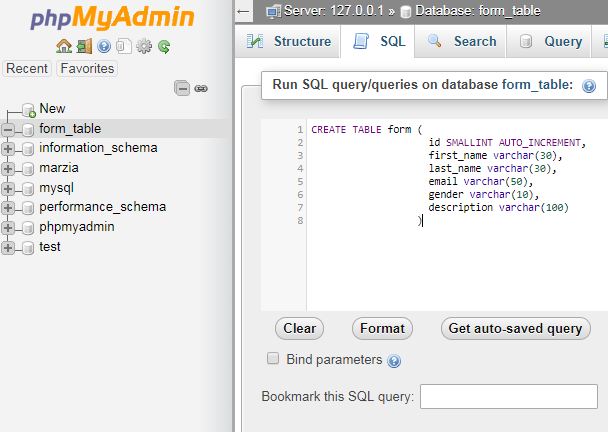 phpMyAdmin
Recent Favorites
New
form_table
information_schema
marzia
mysql
performance_schema
phpmyadmin
test
← Server: 127.0.0.1 » Database: form_table
Structure SQL Search Query
Run SQL query/queries on database form_table:
1 CREATE TABLE form (
2 id SMALLINT AUTO_INCREMENT,
3 first_name varchar(30),
4 last_name varchar(30),
5 email varchar(50),
6 gender varchar(10),
7 description varchar(100)
8 )
Clear Format Get auto-saved query
Bind parameters
Bookmark this SQL query: